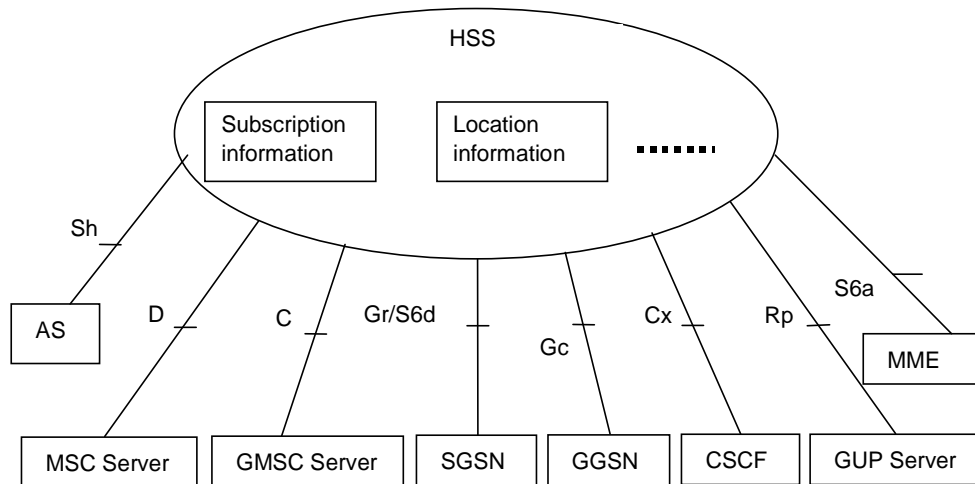 HSS
Subscription
information
Location
information
Sh
D
C
Gr/S6d
Gc
Cx
Rp
S6a
AS
MME
MSC Server
GMSC Server
SGSN
GGSN
CSCF
GUP Server